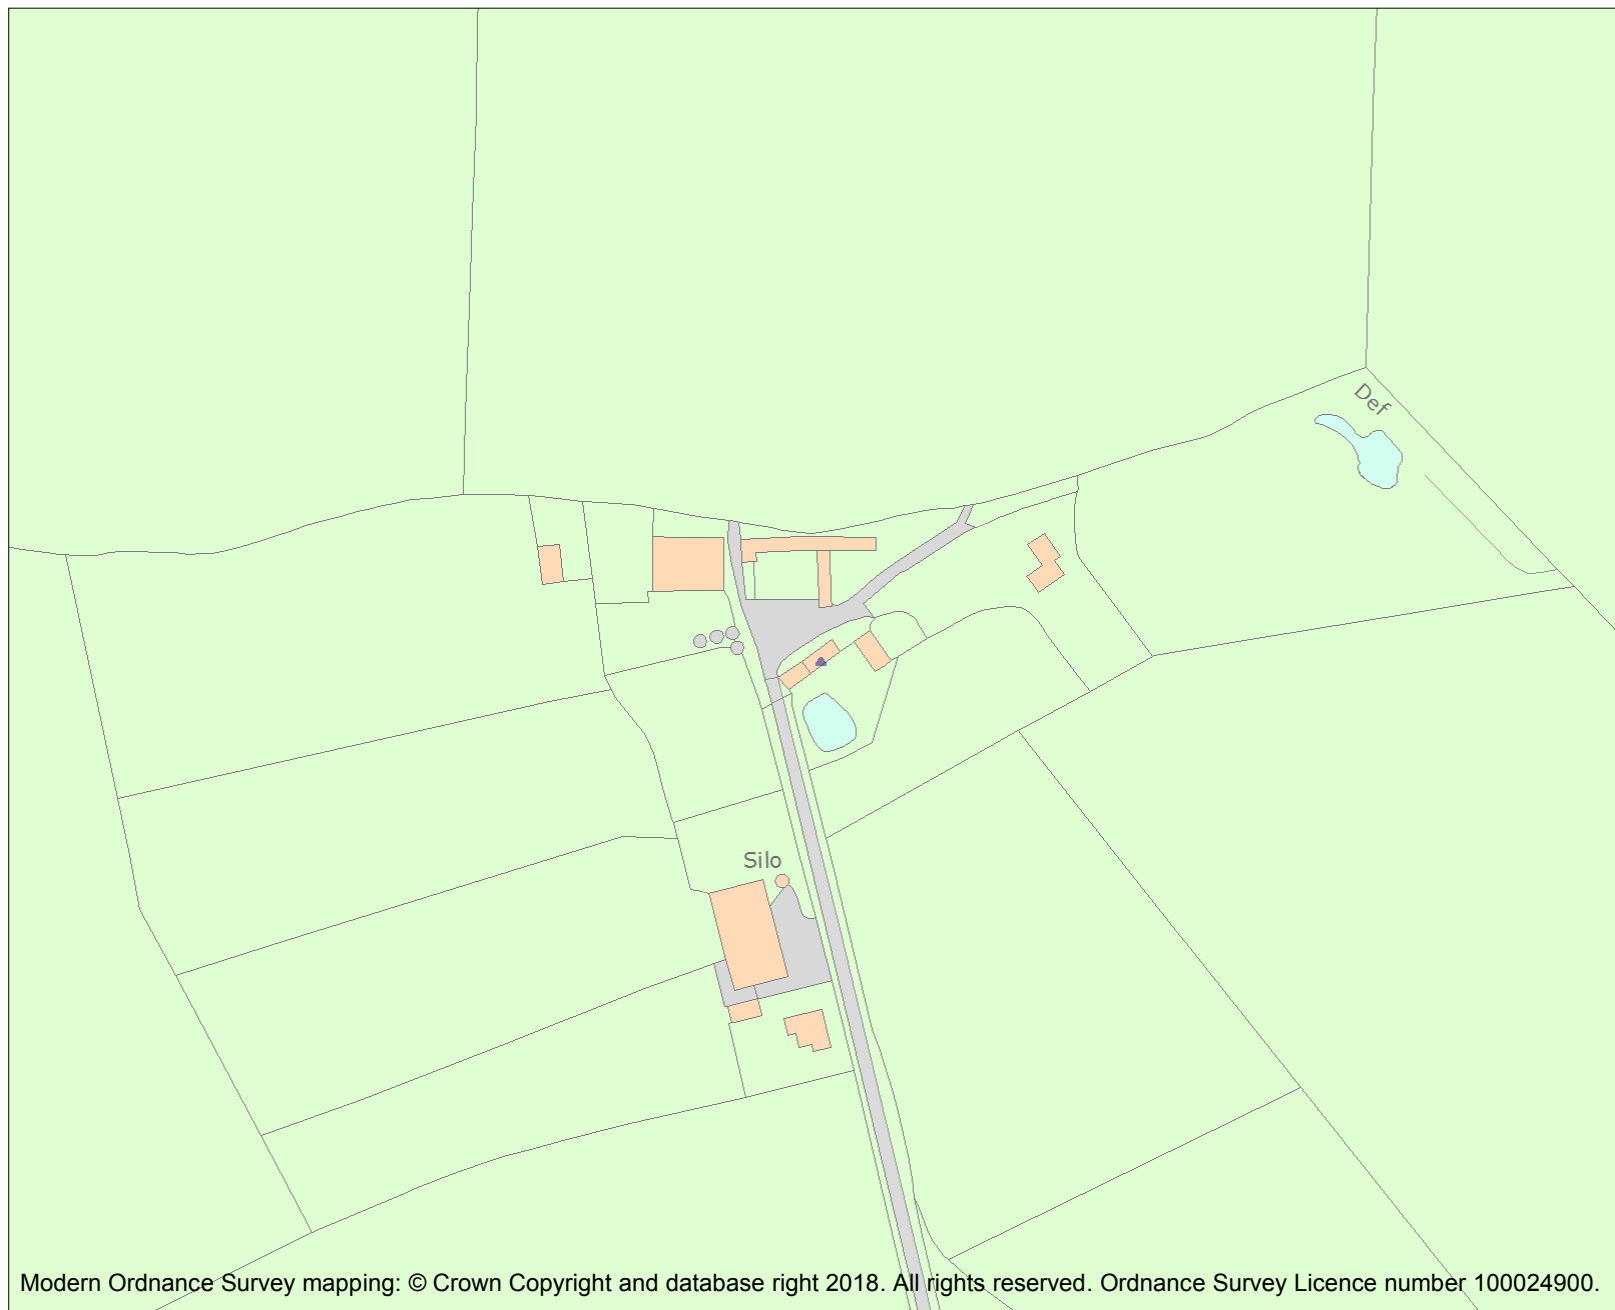 Def
Silo
Modern Ordnance Survey mapping: © Crown Copyright and database right 2018. All rights reserved. Ordnance Survey Licence number 100024900.